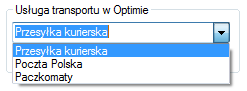 Usługa transportu w Optimie
Przesyłka kurierska
Przesyłka kurierska
Poczta Polska
Paczkomaty